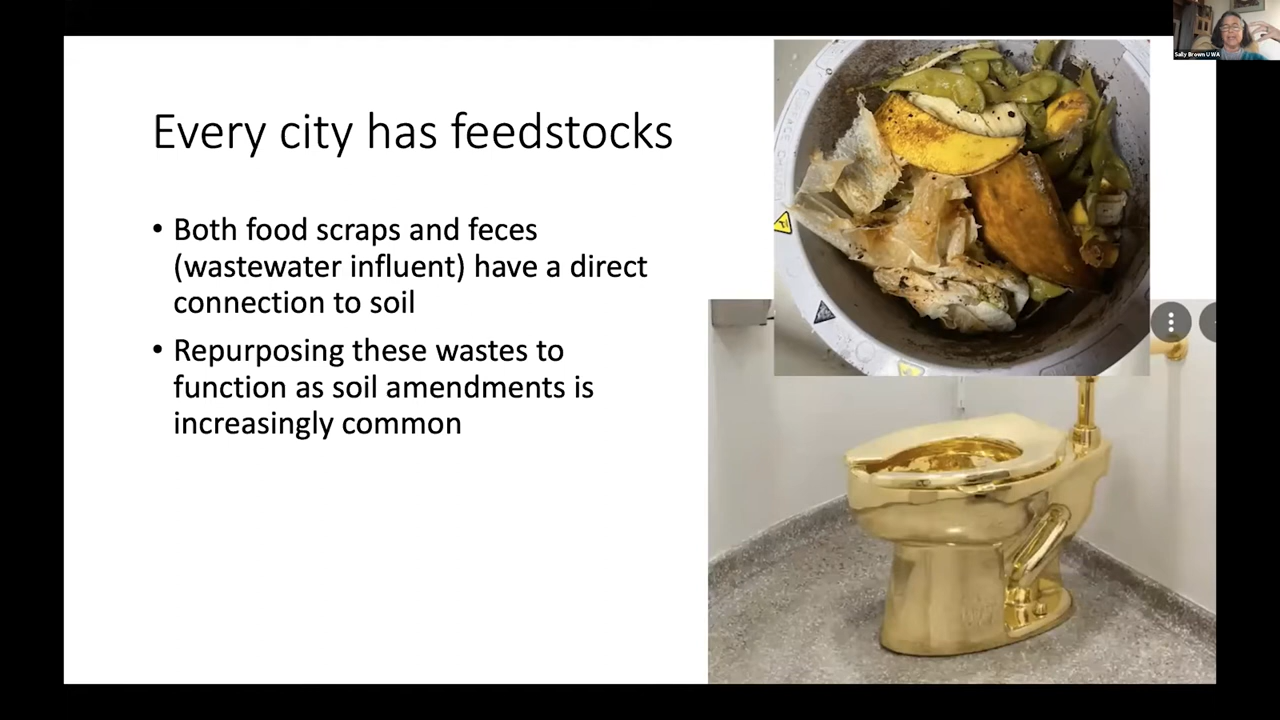 Sally Brown U WA
Every city has feedstocks
• Both food scraps and feces
(wastewater influent) have a direct
connection to soil
• Repurposing these wastes to
function as soil amendments is
increasingly common